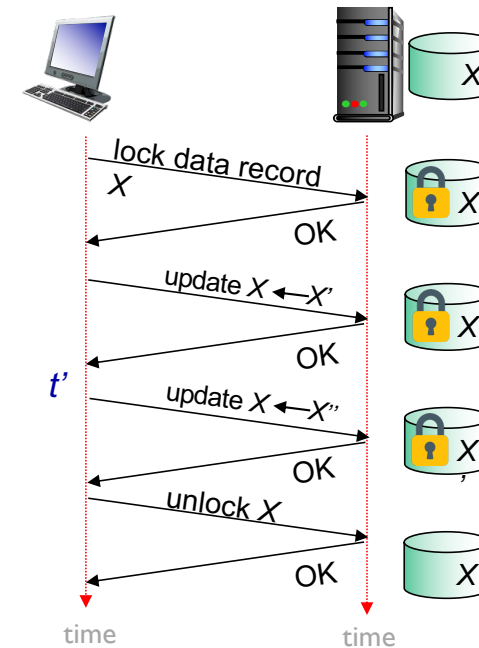 X
lock data record
X
X
OK
update X ← X’
X
OK
t’
update X ← X’’
X
’
OK
unlock X
OK
X
time
time